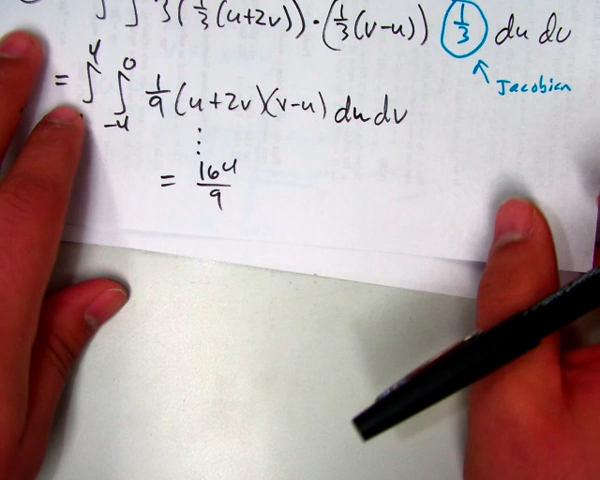 ∫ ∫ 3(⅓(u+2v))·(⅓(v-u)) ⅓ du dv
Jacobian
= ∫ 4 ∫ 0 -4 1/9 (u+2v)(v-u) du dv
⋮
= 164/9